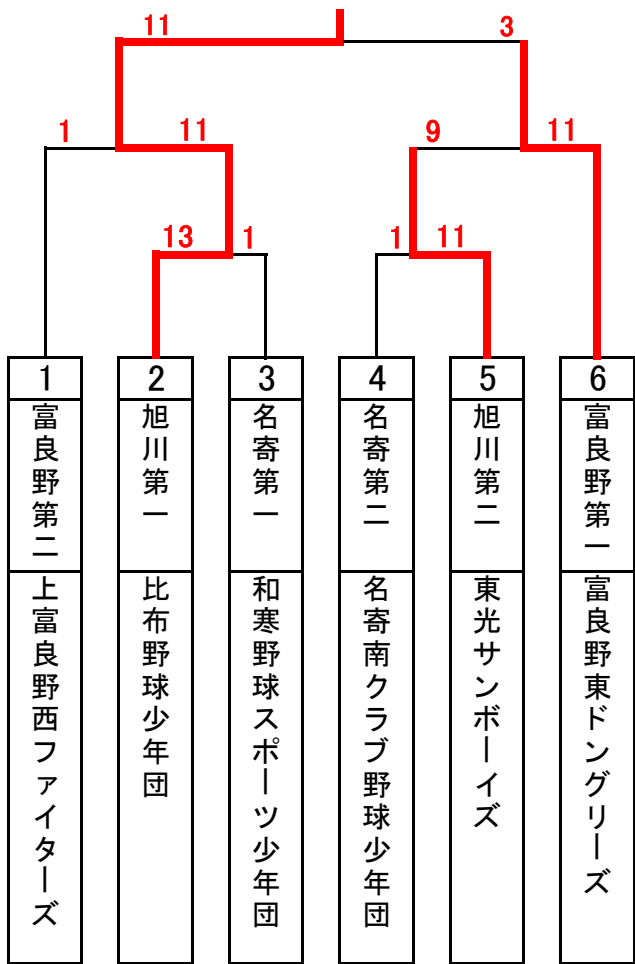 11
3
1
11
9
11
13
1
1
11
1
富良野第二
上富良野西ファイターズ
2
旭川第一
比布野球少年団
3
名寄第一
和寒野球スポーツ少年団
4
名寄第二
名寄南クラブ野球少年団
5
旭川第二
東光サンボーイズ
6
富良野第一
富良野東ドングリーズ